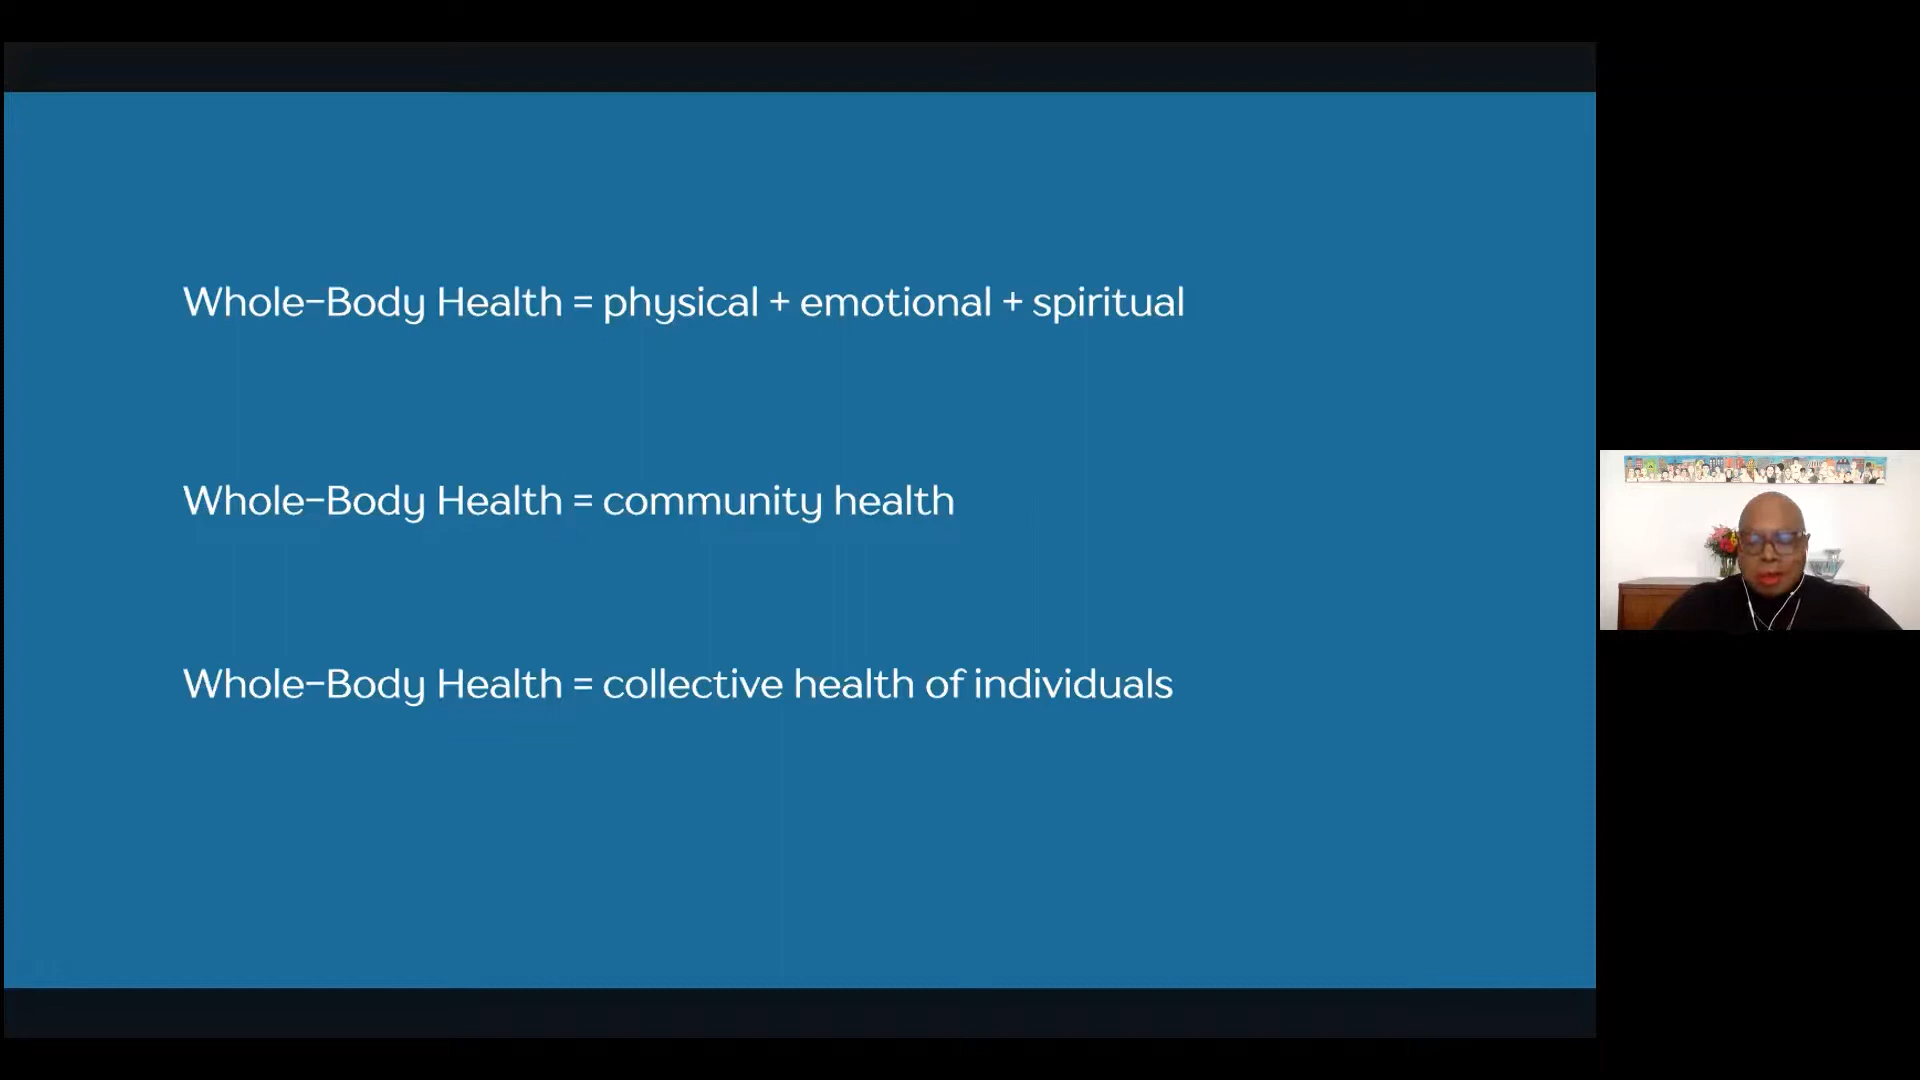 Whole-Body Health = physical + emotional + spiritual
Whole-Body Health = community health
Whole-Body Health = collective health of individuals